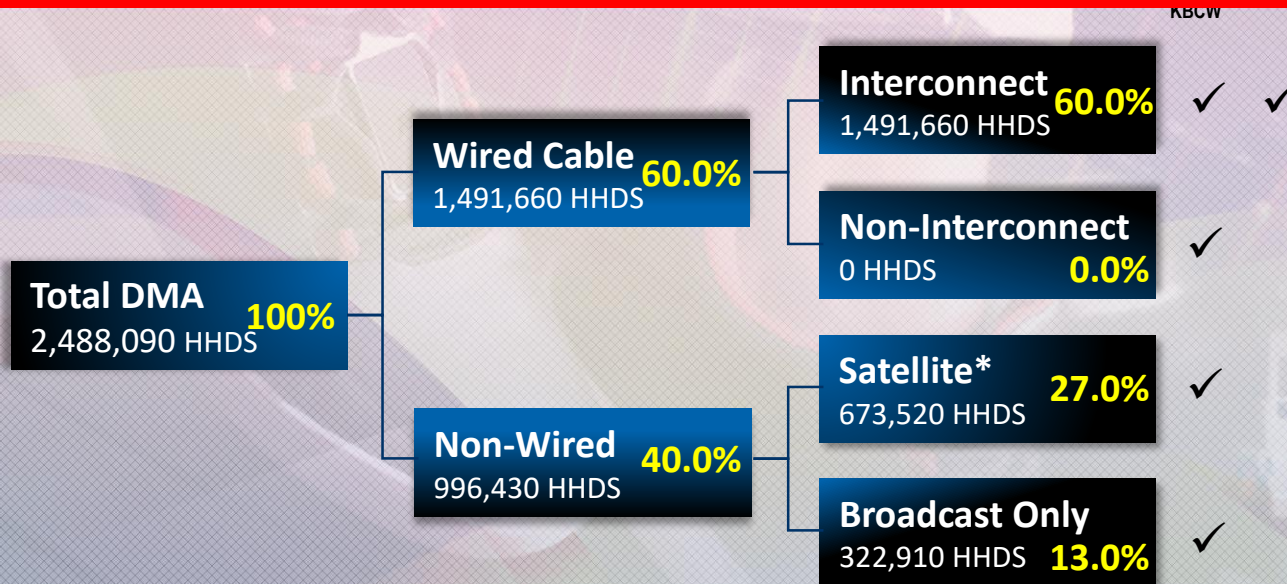 KBCW
Interconnect
1,491,660 HHDS 60.0%
✓ ✓
Wired Cable
1,491,660 HHDS 60.0%
Non-Interconnect
0 HHDS 0.0%
✓
Total DMA
2,488,090 HHDS 100%
Satellite*
673,520 HHDS 27.0%
✓
Non-Wired
996,430 HHDS 40.0%
Broadcast Only
322,910 HHDS 13.0%
✓